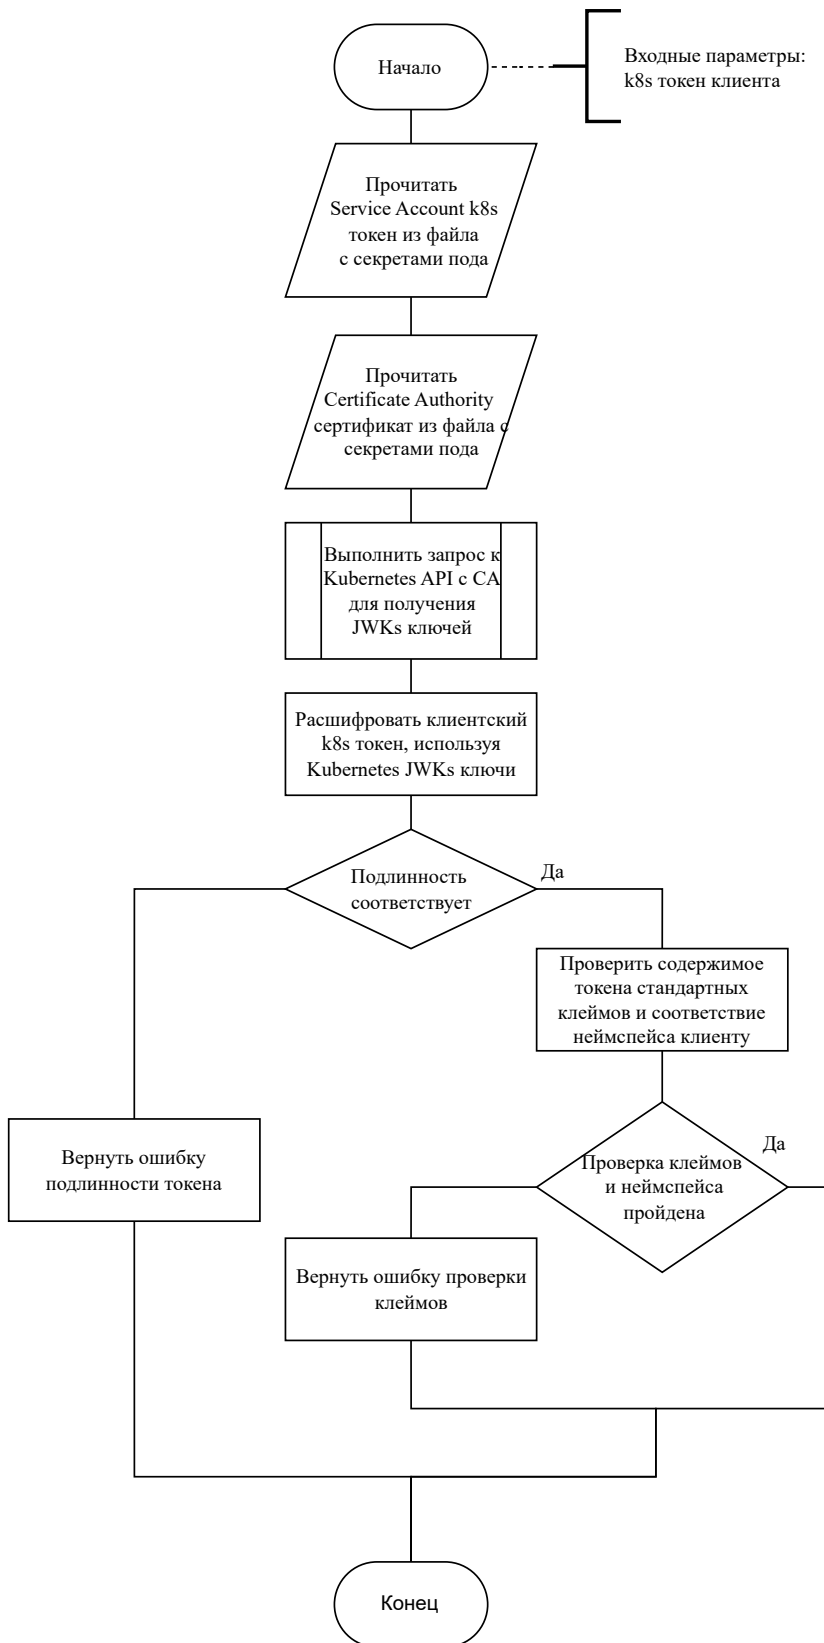 Начало
Входные параметры:
k8s токен клиента
Прочитать
Service Account k8s
токен из файла
с секретами пода
Прочитать
Certificate Authority
сертификат из файла с
секретами пода
Выполнить запрос к
Kubernetes API с CA
для получения
JWKs ключей
Расшифровать клиентский
k8s токен, используя
Kubernetes JWKs ключи
Подлинность
соответствует
Да
Проверить содержимое
токена стандартных
клеймов и соответствие
неймспейса клиенту
Вернуть ошибку
подлинности токена
Да
Проверка клеймов
и неймспейса
пройдена
Вернуть ошибку проверки
клеймов
Конец